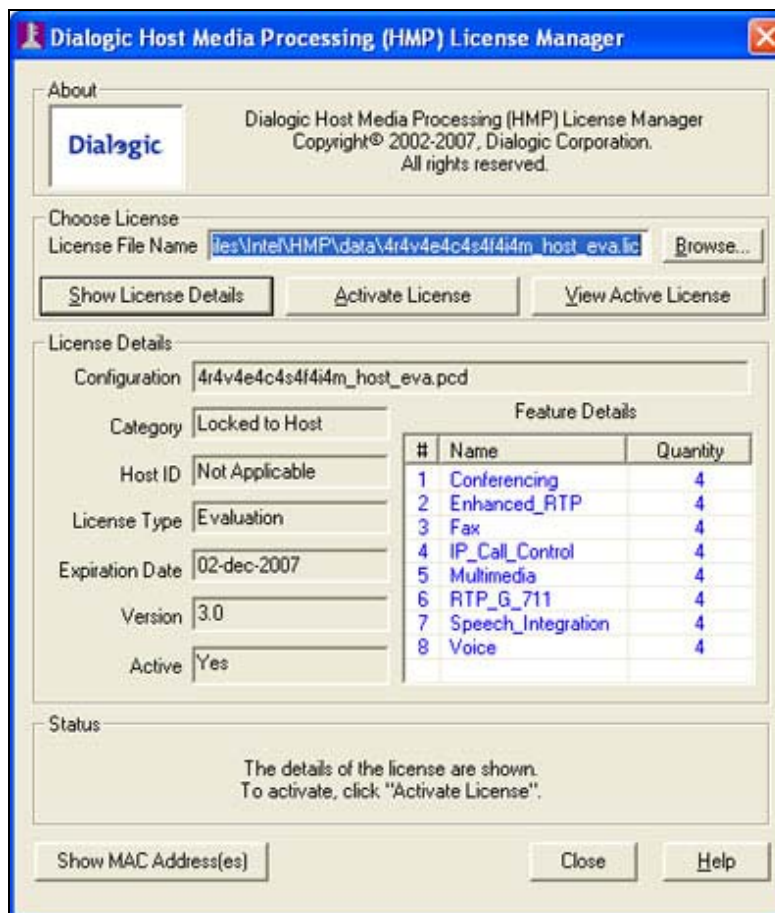 Dialogic Host Media Processing (HMP) License Manager
About
Dialogic
Dialogic Host Media Processing (HMP) License Manager
Copyright© 2002-2007, Dialogic Corporation.
All rights reserved.
Choose License
License File Name iles\Intel\HMP\data\4r4v4e4c4s4f4i4m_host_eva.lic Browse...
Show License Details Activate License View Active License
License Details
Configuration 4r4v4e4c4s4f4i4m_host_eva.pcd
Category Locked to Host
Host ID Not Applicable
License Type Evaluation
Expiration Date 02-dec-2007
Version 3.0
Active Yes
Feature Details
# Name Quantity
1 Conferencing 4
2 Enhanced_RTP 4
3 Fax 4
4 IP_Call_Control 4
5 Multimedia 4
6 RTP_G_711 4
7 Speech_Integration 4
8 Voice 4
Status
The details of the license are shown.
To activate, click "Activate License".
Show MAC Address(es) Close Help